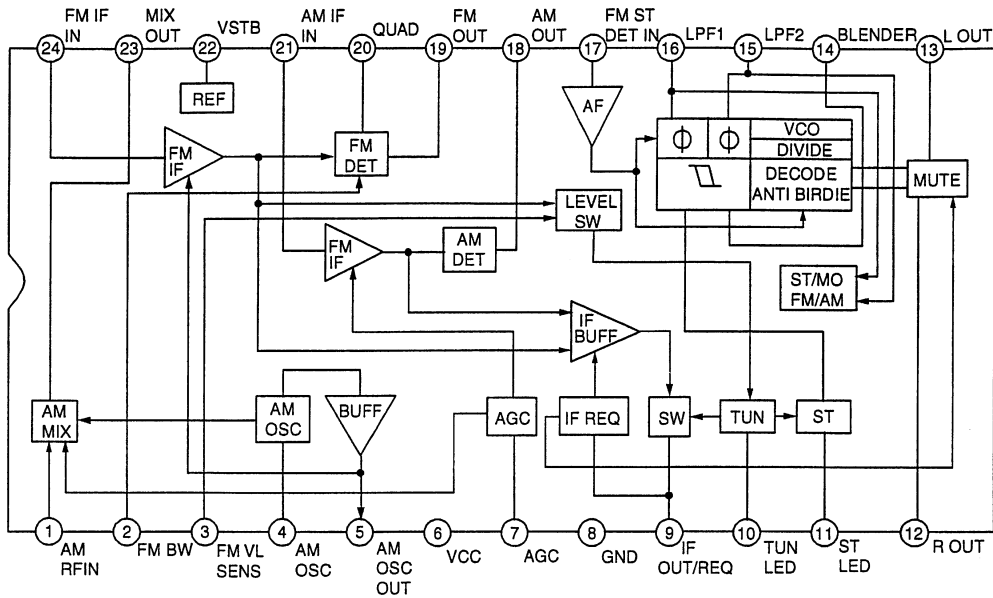 FM IF
IN
MIX
OUT
VSTB
AM IF
IN
QUAD
FM
OUT
AM
OUT
FM ST
DET IN
LPF1
LPF2
BLENDER
L OUT
24
23
22
21
20
19
18
17
16
15
14
13
REF
AF
FM
IF
FM
DET
Φ
Φ
VCO
DIVIDE
DECODE
ANTI BIRDIE
MUTE
LEVEL
SW
FM
IF
AM
DET
ST/MO
FM/AM
IF
BUFF
AM
MIX
AM
OSC
BUFF
AGC
IF REQ
SW
TUN
ST
1
2
3
4
5
6
7
8
9
10
11
12
AM
RFIN
FM BW
FM VL
SENS
AM
OSC
AM
OSC
OUT
VCC
AGC
GND
IF
OUT/REQ
TUN
LED
ST
LED
R OUT